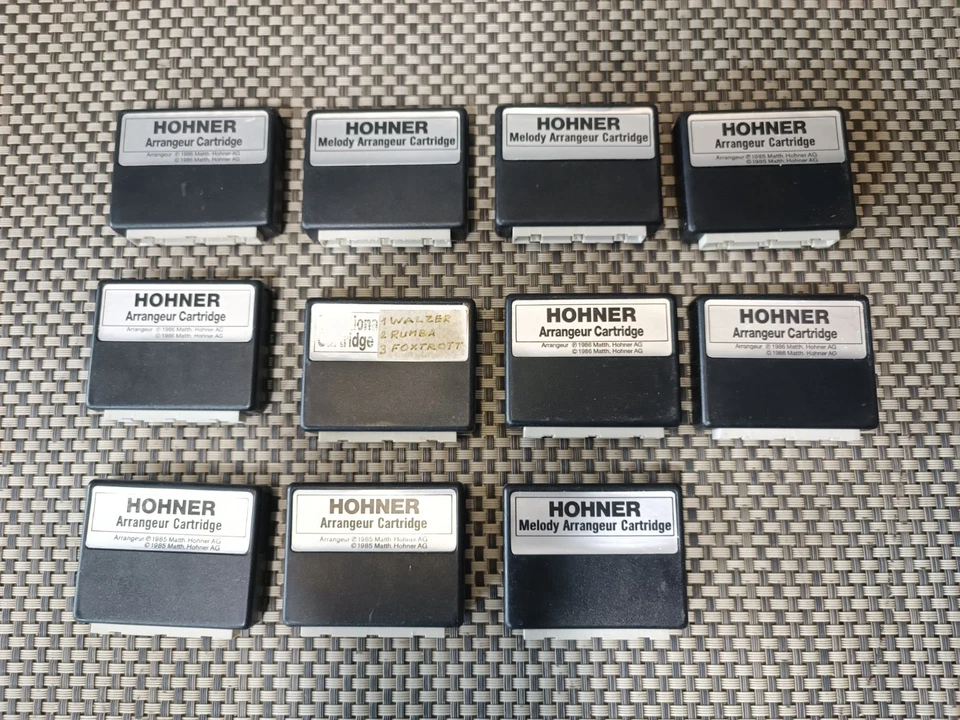 HOHNER
Arrangeur Cartridge
Arrangeur ℗ 1986 Matth. Hohner AG
© 1986 Matth. Hohner AG
HOHNER
Melody Arrangeur Cartridge
HOHNER
Melody Arrangeur Cartridge
HOHNER
Arrangeur Cartridge
Arrangeur ℗ 1985 Matth. Hohner AG
© 1985 Matth. Hohner AG
HOHNER
Arrangeur Cartridge
Arrangeur ℗ 1986 Matth. Hohner AG
© 1986 Matth. Hohner AG
1 WALZER
2 RUMBA
3 FOXTROTT
HOHNER
Arrangeur Cartridge
Arrangeur ℗ 1986 Matth. Hohner AG
© 1986 Matth. Hohner AG
HOHNER
Arrangeur Cartridge
Arrangeur ℗ 1986 Matth. Hohner AG
© 1986 Matth. Hohner AG
HOHNER
Arrangeur Cartridge
Arrangeur ℗ 1985 Matth. Hohner AG
© 1985 Matth. Hohner AG
HOHNER
Arrangeur Cartridge
Arrangeur ℗ 1985 Matth. Hohner AG
© 1985 Matth. Hohner AG
HOHNER
Melody Arrangeur Cartridge